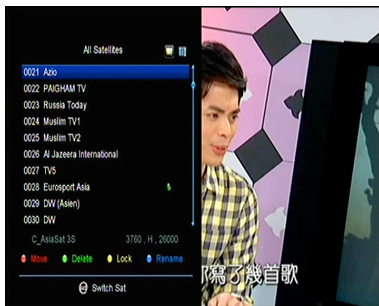 All Satellites
0021 Azio
0022 PAIGHAM TV
0023 Russia Today
0024 Muslim TV1
0025 Muslim TV2
0026 Al Jazeera International
0027 TV5
0028 Eurosport Asia $
0029 DW (Asien)
0030 DW
C_AsiaSat 3S 3760 , H , 26000
Move Delete Lock Rename
Switch Sat
寫了幾首歌